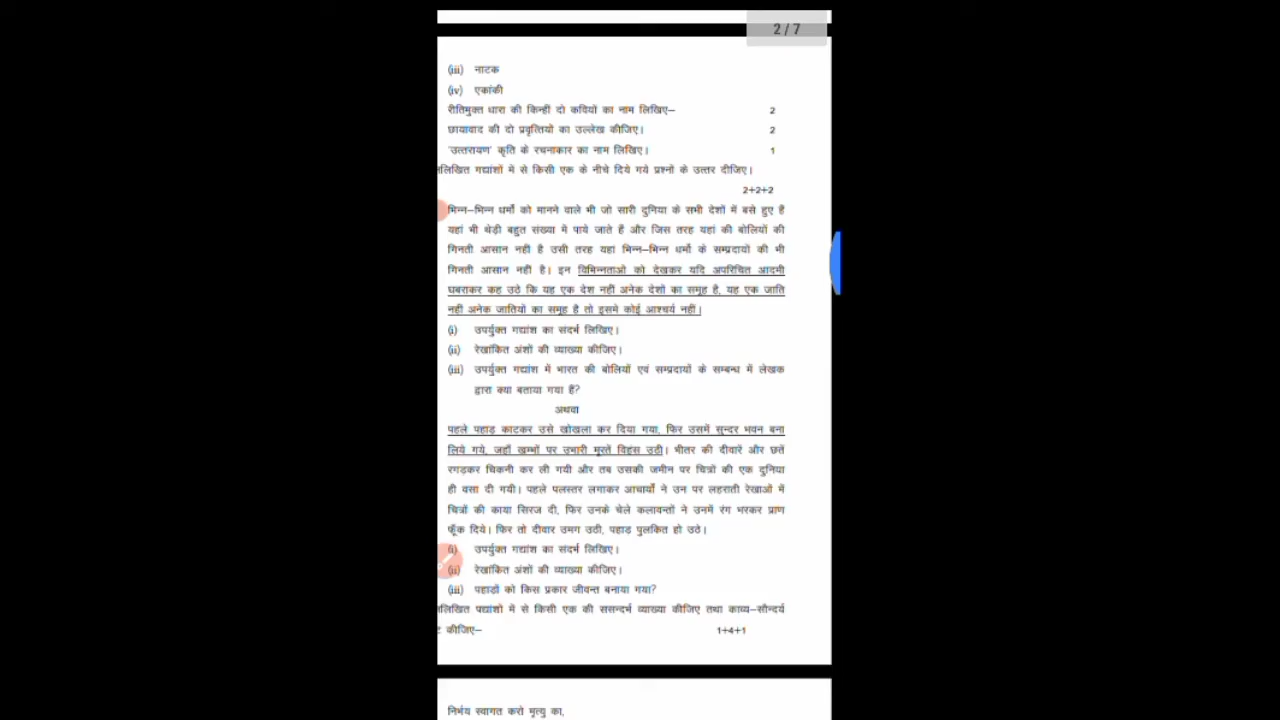 2 / 7
(iii) नाटक
(iv) एकांकी
रीतिमुक्त धारा की किन्हीं दो कवियों का नाम लिखिए– 2
छायावाद की दो प्रवृत्तियों का उल्लेख कीजिए। 2
'उत्तरायण' कृति के रचनाकार का नाम लिखिए। 1
लिखित गद्यांशों में से किसी एक के नीचे दिये गये प्रश्नों के उत्तर दीजिए।
2+2+2
भिन्न–भिन्न धर्मों को मानने वाले भी जो सारी दुनिया के सभी देशों में बसे हुए हैं
यहां भी थेड़ी बहुत संख्या में पाये जाते हैं और जिस तरह यहां की बोलियों की
गिनती आसान नहीं है उसी तरह यहां भिन्न–भिन्न धर्मों के सम्प्रदायों की भी
गिनती आसान नहीं है। इन विभिन्नताओं को देखकर यदि अपरिचित आदमी
घबराकर कह उठे कि यह एक देश नहीं अनेक देशों का समूह है, यह एक जाति
नहीं अनेक जातियों का समूह है तो इसमें कोई आश्चर्य नहीं।
(i) उपर्युक्त गद्यांश का संदर्भ लिखिए।
(ii) रेखांकित अंशों की व्याख्या कीजिए।
(iii) उपर्युक्त गद्यांश में भारत की बोलियों एवं सम्प्रदायों के सम्बन्ध में लेखक
द्वारा क्या बताया गया हैं?
अथवा
पहले पहाड़ काटकर उसे खोखला कर दिया गया, फिर उसमें सुन्दर भवन बना
लिये गये, जहाँ खम्भों पर उभारी मूरतें विहंस उठी। भीतर की दीवारें और छतें
रगड़कर चिकनी कर ली गयी और तब उसकी जमीन पर चित्रों की एक दुनिया
ही वसा दी गयी। पहले पलस्तर लगाकर आचार्यों ने उन पर लहराती रेखाओं में
चित्रों की काया सिरज दी, फिर उनके चेले कलावन्तों ने उनमें रंग भरकर प्राण
फूँक दिये। फिर तो दीवार उमग उठी, पहाड पुलकित हो उठे।
(i) उपर्युक्त गद्यांश का संदर्भ लिखिए।
(ii) रेखांकित अंशों की व्याख्या कीजिए।
(iii) पहाड़ों को किस प्रकार जीवन्त बनाया गया?
लिखित पद्यांशो में से किसी एक की ससन्दर्भ व्याख्या कीजिए तथा काव्य–सौन्दर्य
ट कीजिए– 1+4+1
निर्भय स्वागत करो मृत्यु का,